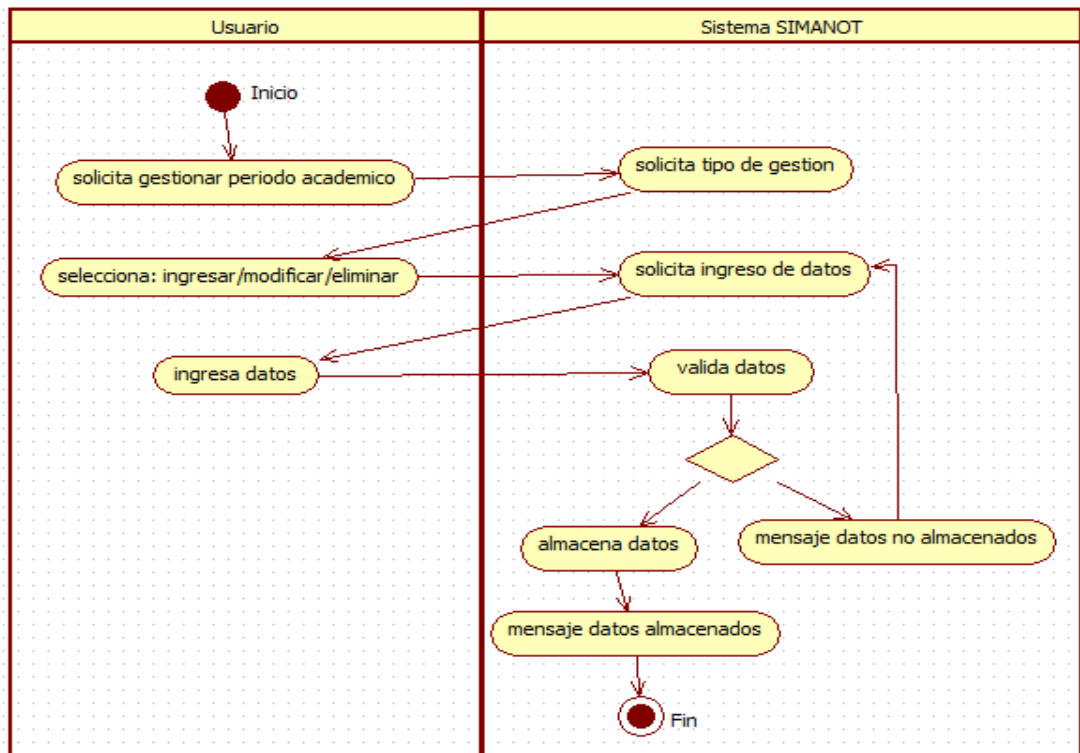 Usuario
Sistema SIMANOT
Inicio
solicita gestionar periodo academico
solicita tipo de gestion
selecciona: ingresar/modificar/eliminar
solicita ingreso de datos
ingresa datos
valida datos
almacena datos
mensaje datos no almacenados
mensaje datos almacenados
Fin